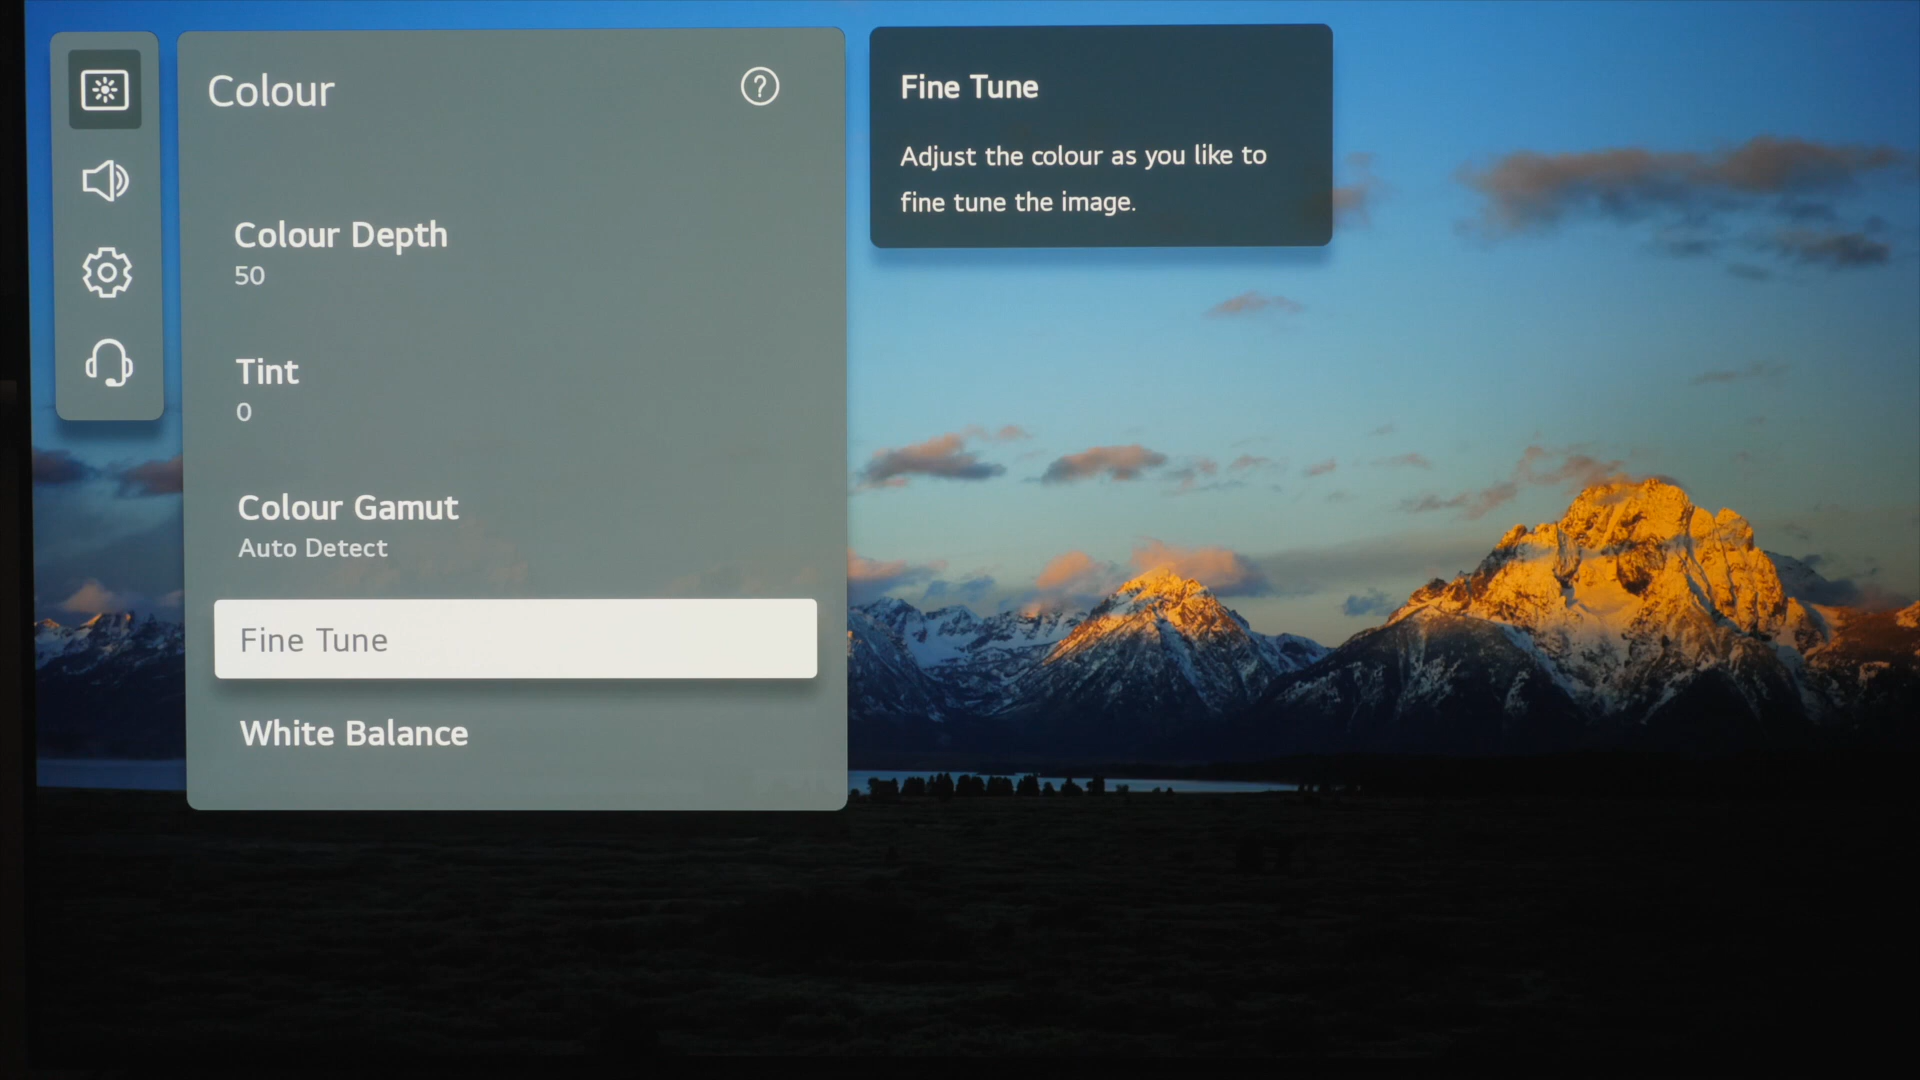 Colour
?
Colour Depth
50
Tint
0
Colour Gamut
Auto Detect
Fine Tune
White Balance
Fine Tune
Adjust the colour as you like to
fine tune the image.